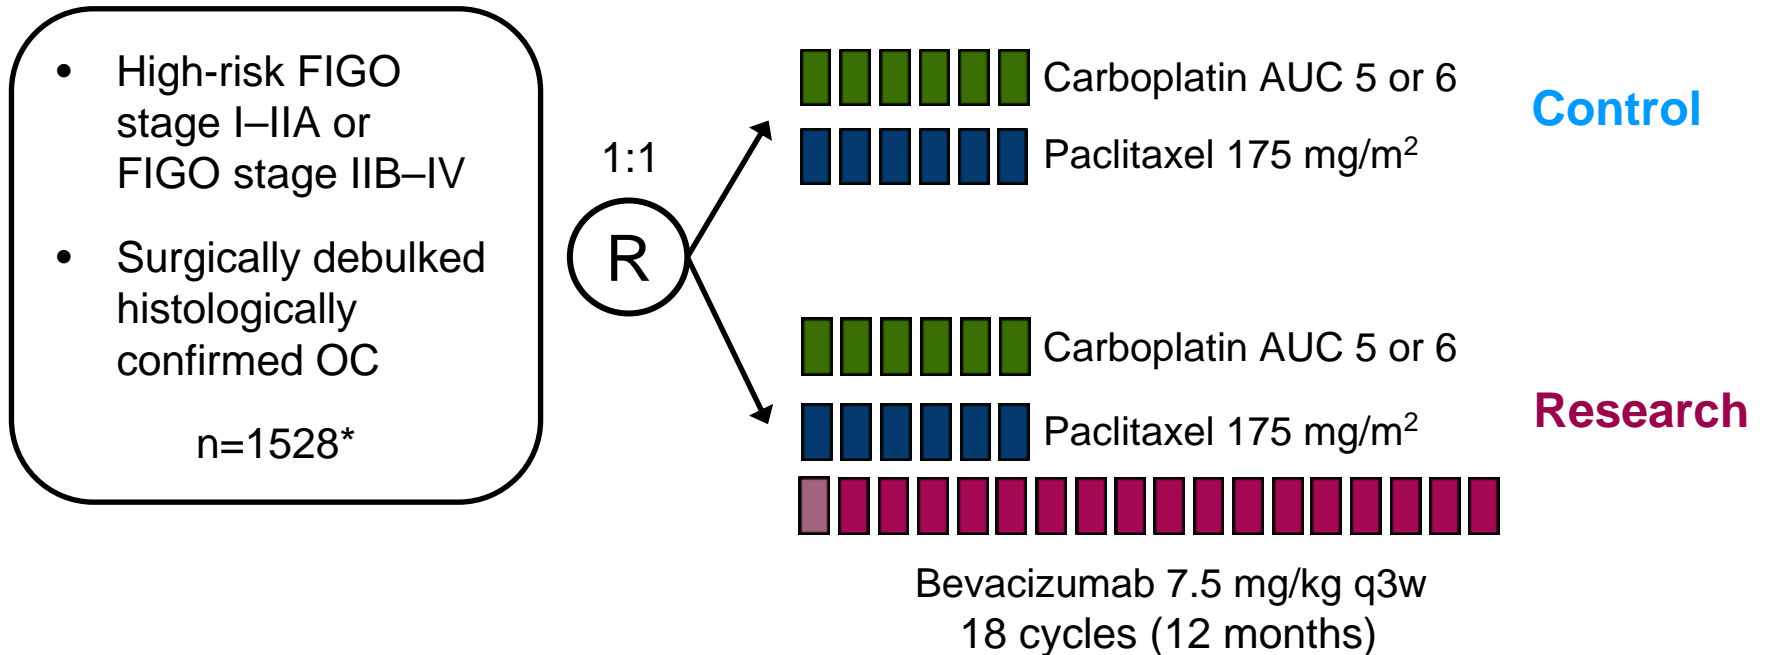 • High-risk FIGO
stage I–IIA or
FIGO stage IIB–IV
• Surgically debulked
histologically
confirmed OC
n=1528*
1:1
R
Carboplatin AUC 5 or 6
Paclitaxel 175 mg/m²
Control
Carboplatin AUC 5 or 6
Paclitaxel 175 mg/m²
Research
Bevacizumab 7.5 mg/kg q3w
18 cycles (12 months)